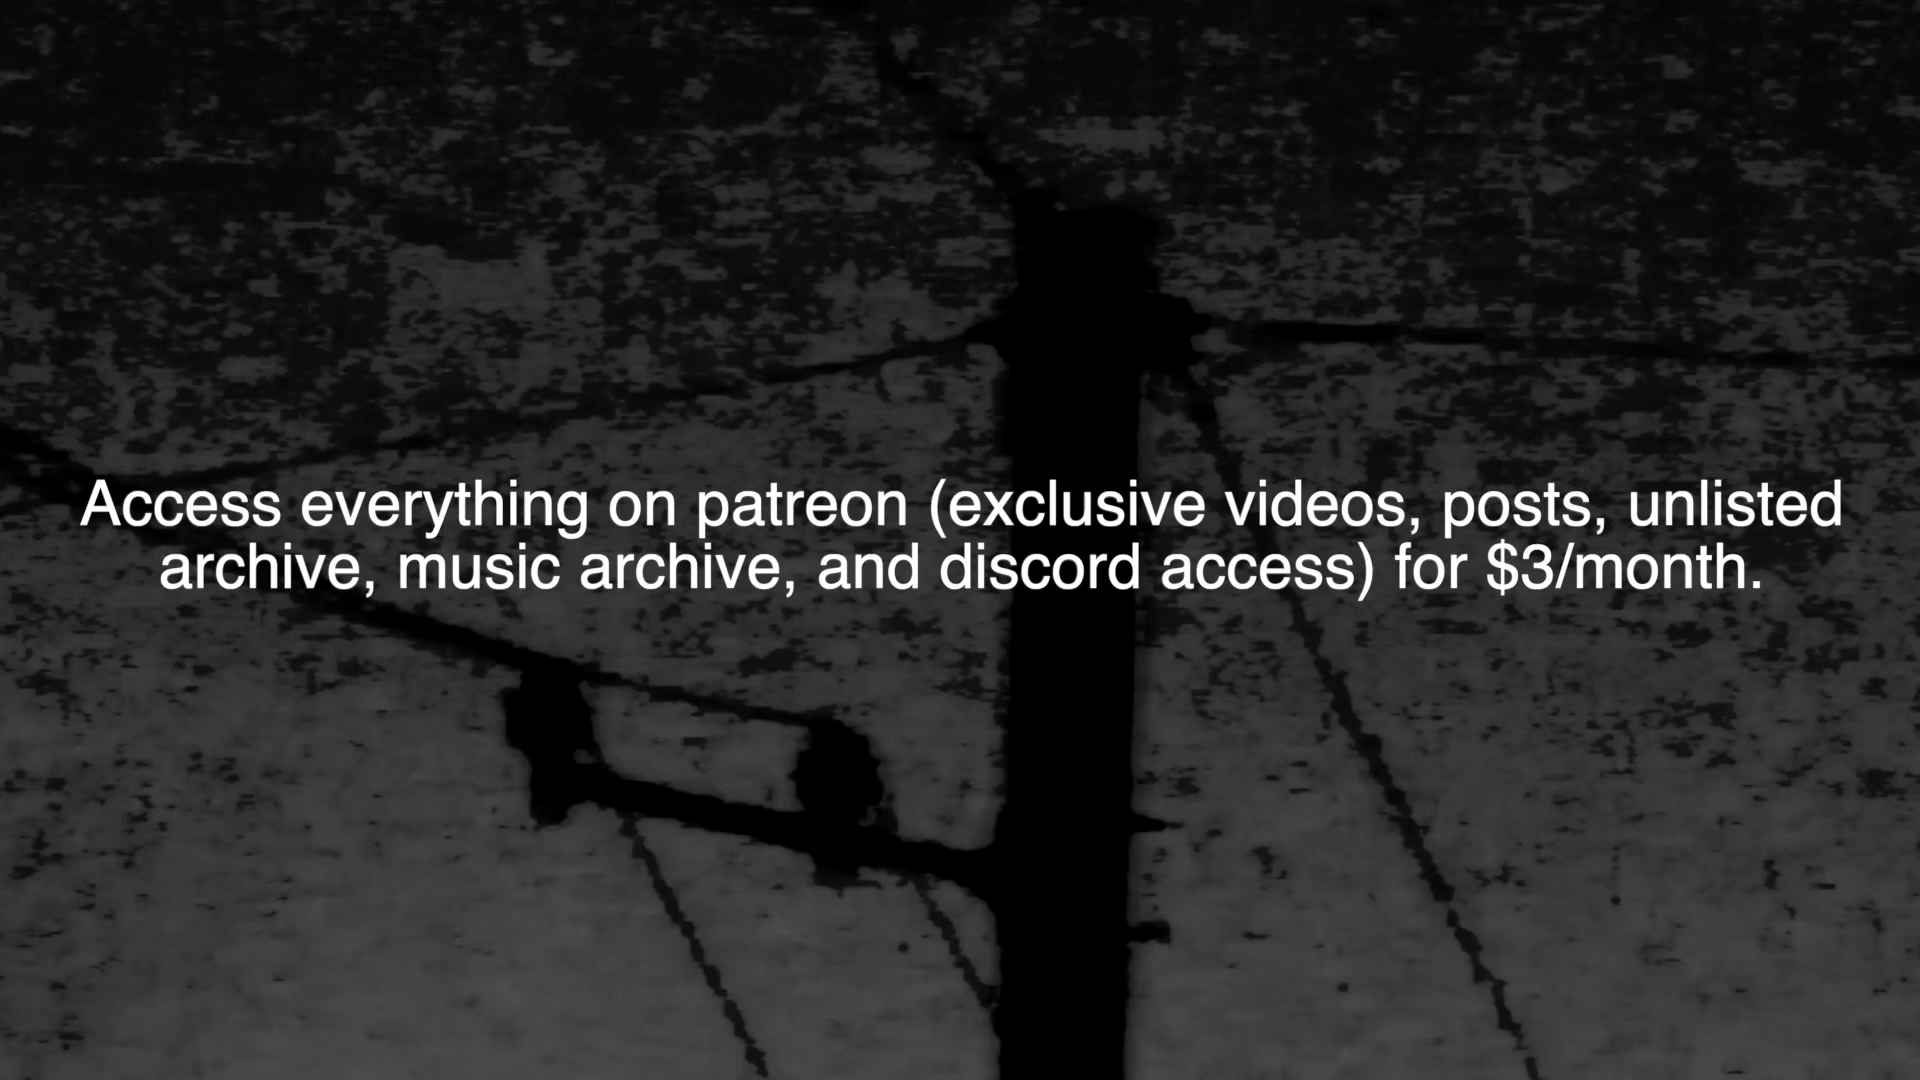 Access everything on patreon (exclusive videos, posts, unlisted
archive, music archive, and discord access) for $3/month.